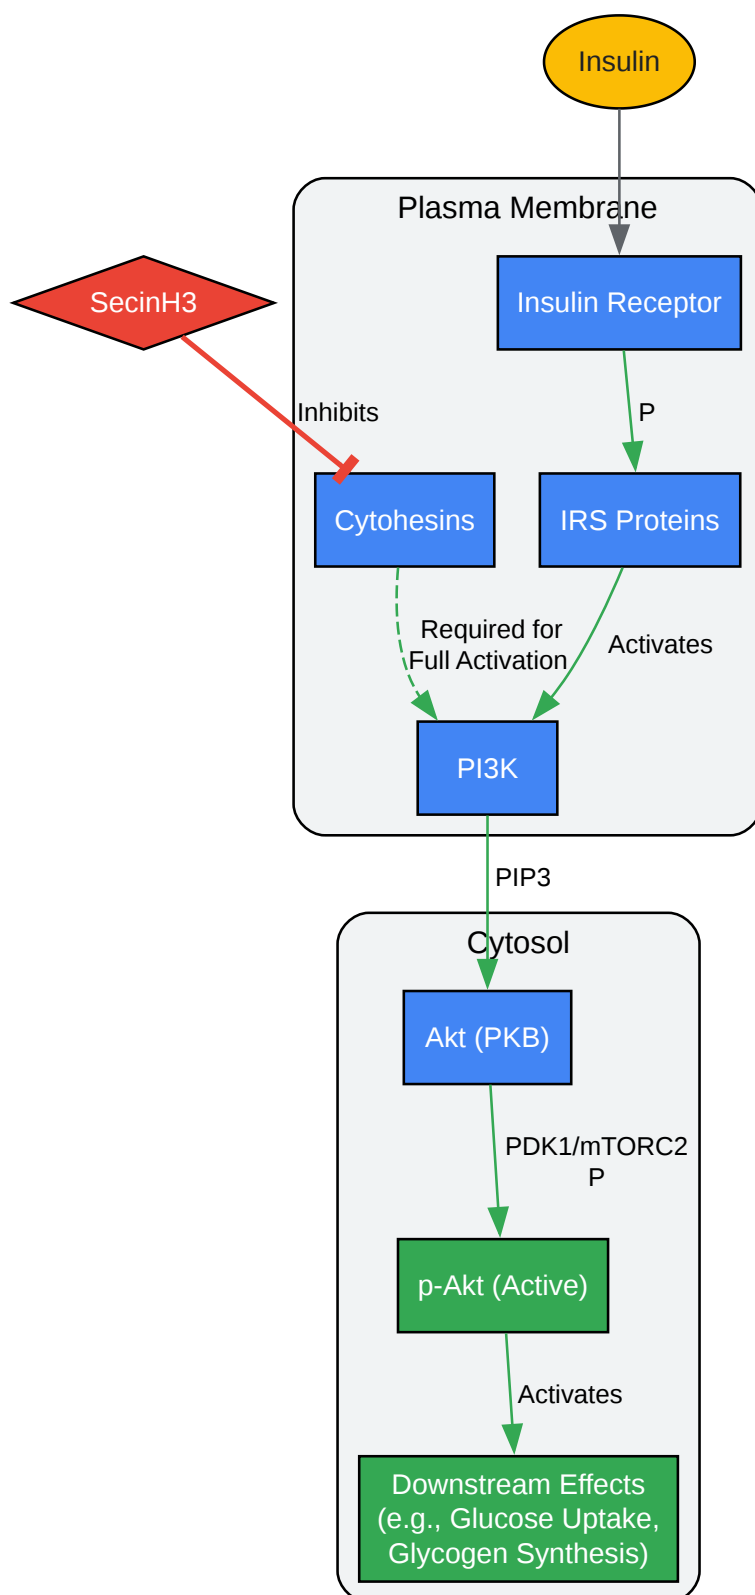 Insulin
Plasma Membrane
SecinH3
Insulin Receptor
Inhibits
P
Cytohesins
IRS Proteins
Required for
Full Activation
Activates
PI3K
PIP3
Cytosol
Akt (PKB)
PDK1/mTORC2
P
p-Akt (Active)
Activates
Downstream Effects
(e.g., Glucose Uptake,
Glycogen Synthesis)